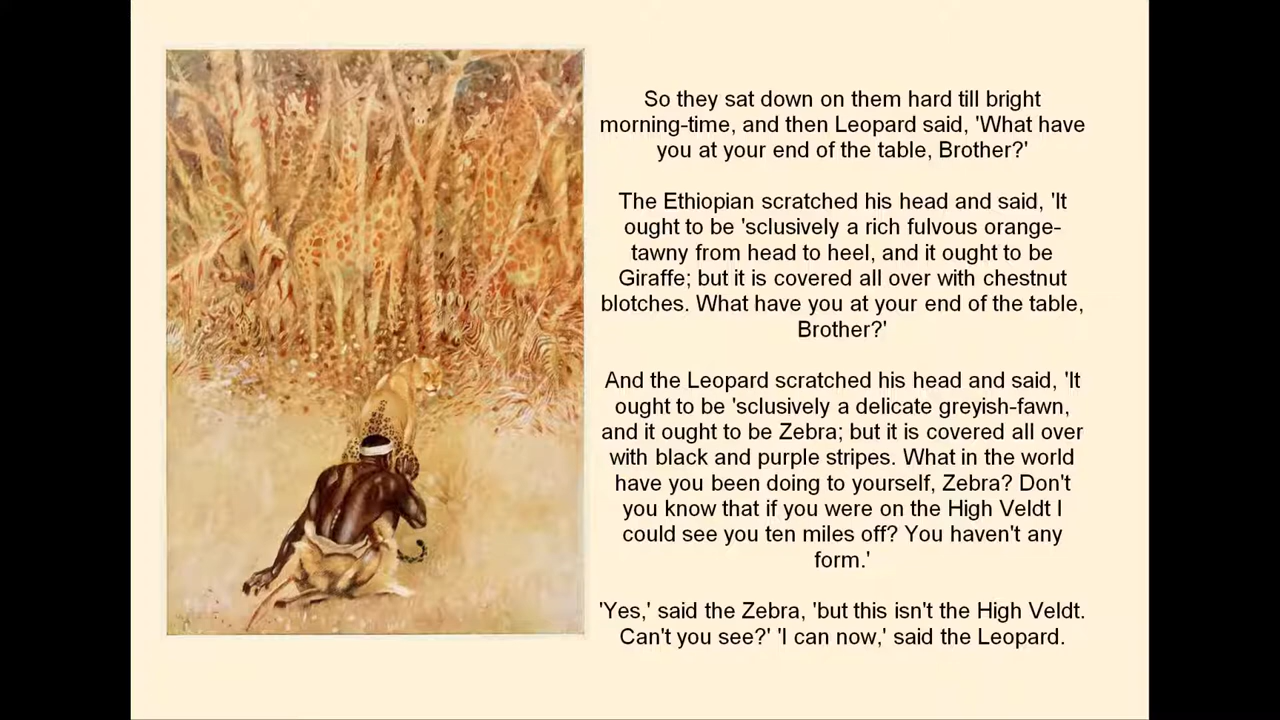 So they sat down on them hard till bright
morning-time, and then Leopard said, 'What have
you at your end of the table, Brother?'
The Ethiopian scratched his head and said, 'It
ought to be 'sclusively a rich fulvous orange-
tawny from head to heel, and it ought to be
Giraffe; but it is covered all over with chestnut
blotches. What have you at your end of the table,
Brother?'
And the Leopard scratched his head and said, 'It
ought to be 'sclusively a delicate greyish-fawn,
and it ought to be Zebra; but it is covered all over
with black and purple stripes. What in the world
have you been doing to yourself, Zebra? Don't
you know that if you were on the High Veldt I
could see you ten miles off? You haven't any
form.'
'Yes,' said the Zebra, 'but this isn't the High Veldt.
Can't you see?' 'I can now,' said the Leopard.